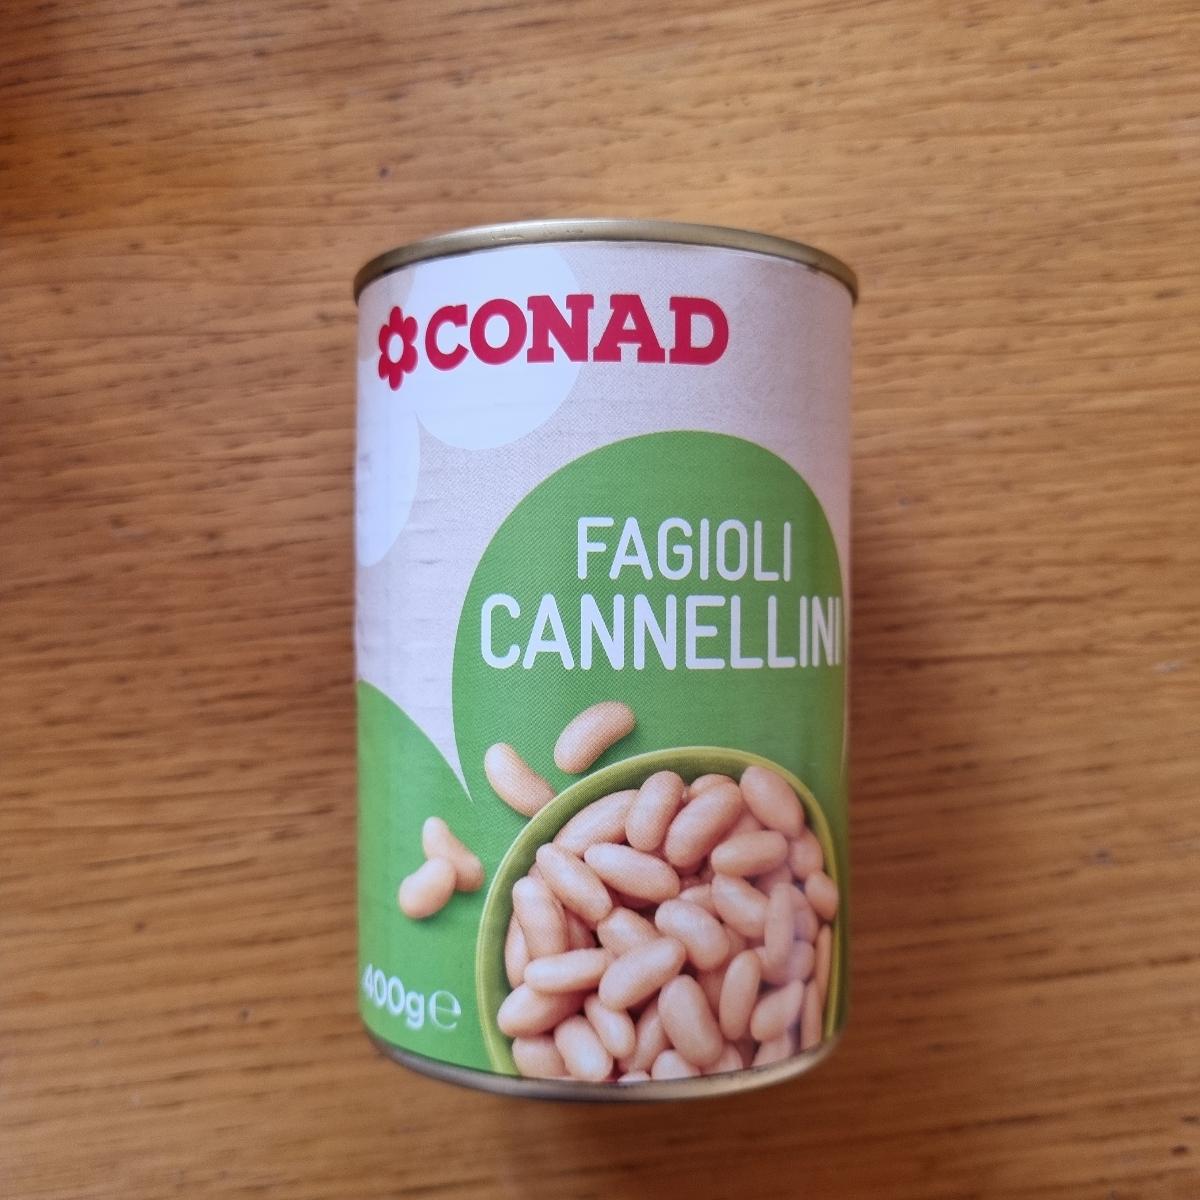 CONAD
FAGIOLI
CANNELLINI
400g ℮